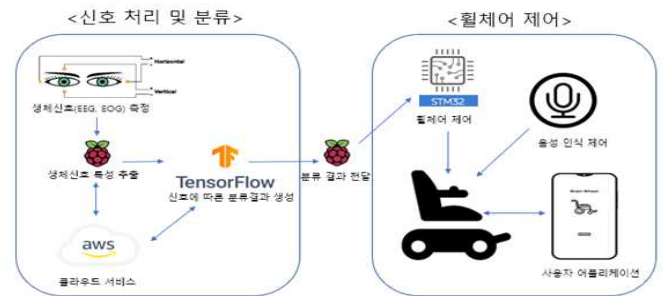 <신호 처리 및 분류>
<휠체어 제어>
Horizontal
Vertical
생체신호(EEG, EOG) 측정
STM32
휠체어 제어
음성 인식 제어
생체신호 특성 추출
TensorFlow
신호에 따른 분류결과 생성
분류 결과 전달
aws
클라우드 서비스
Brain Wheel
사용자 어플리케이션